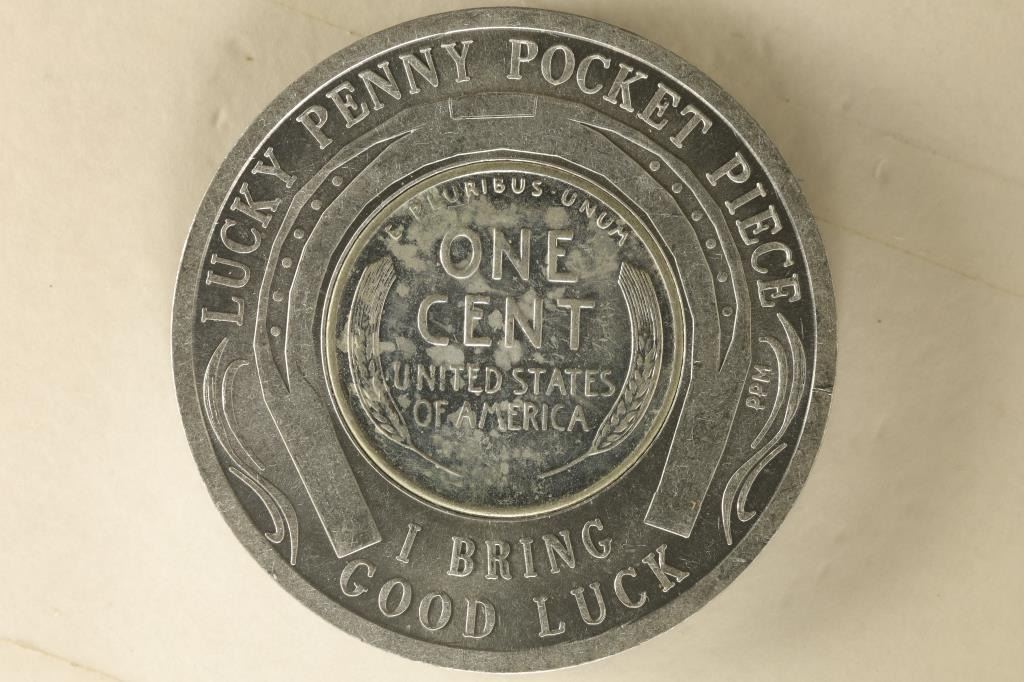 LUCKY PENNY POCKET PIECE
E · PLURIBUS · UNUM
ONE
CENT
UNITED STATES
OF AMERICA
PPM
I BRING
GOOD LUCK